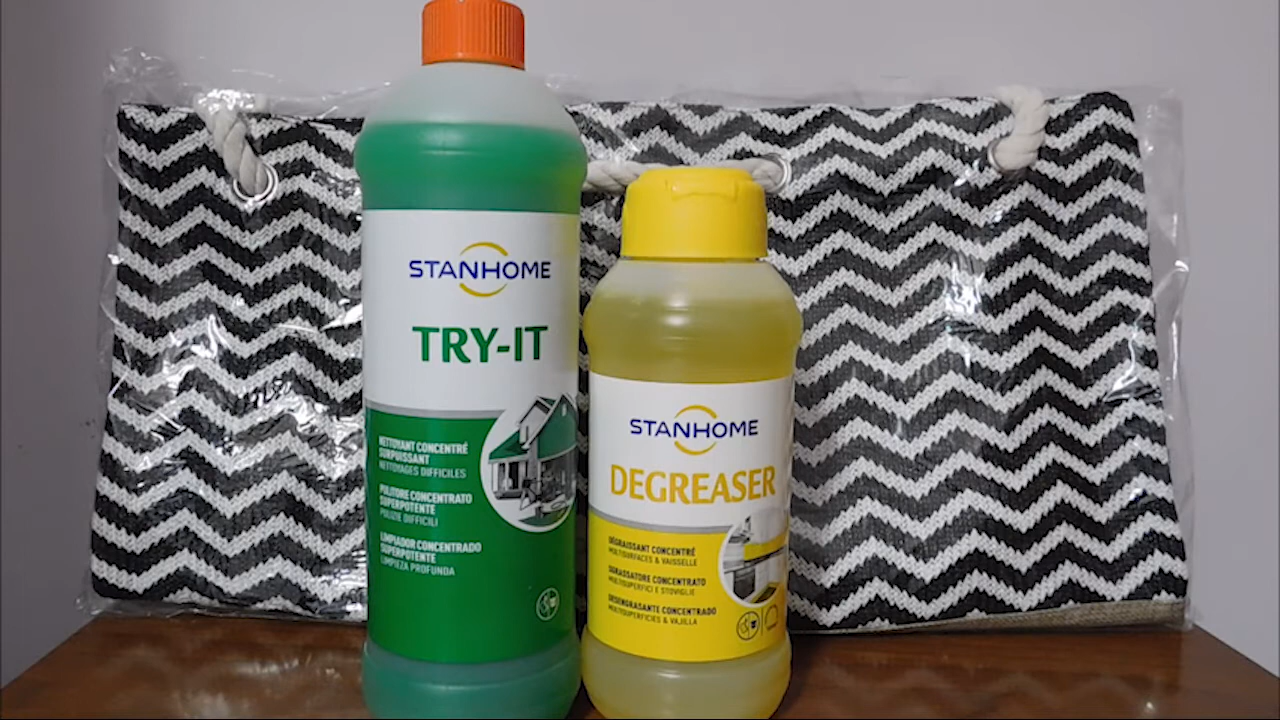 STANHOME
TRY-IT
NETTOYANT CONCENTRÉ
SURPUISSANT
NETTOYAGES DIFFICILES
PULITORE CONCENTRATO
SUPERPOTENTE
PULIZIE DIFFICILI
LIMPIADOR CONCENTRADO
SUPERPOTENTE
LIMPIEZA PROFUNDA
STANHOME
DEGREASER
DÉGRAISSANT CONCENTRÉ
MULTISURFACES & VAISSELLE
SGRASSATORE CONCENTRATO
MULTISUPERFICI E STOVIGLIE
DESENGRASANTE CONCENTRADO
MULTISUPERFICIES & VAJILLA